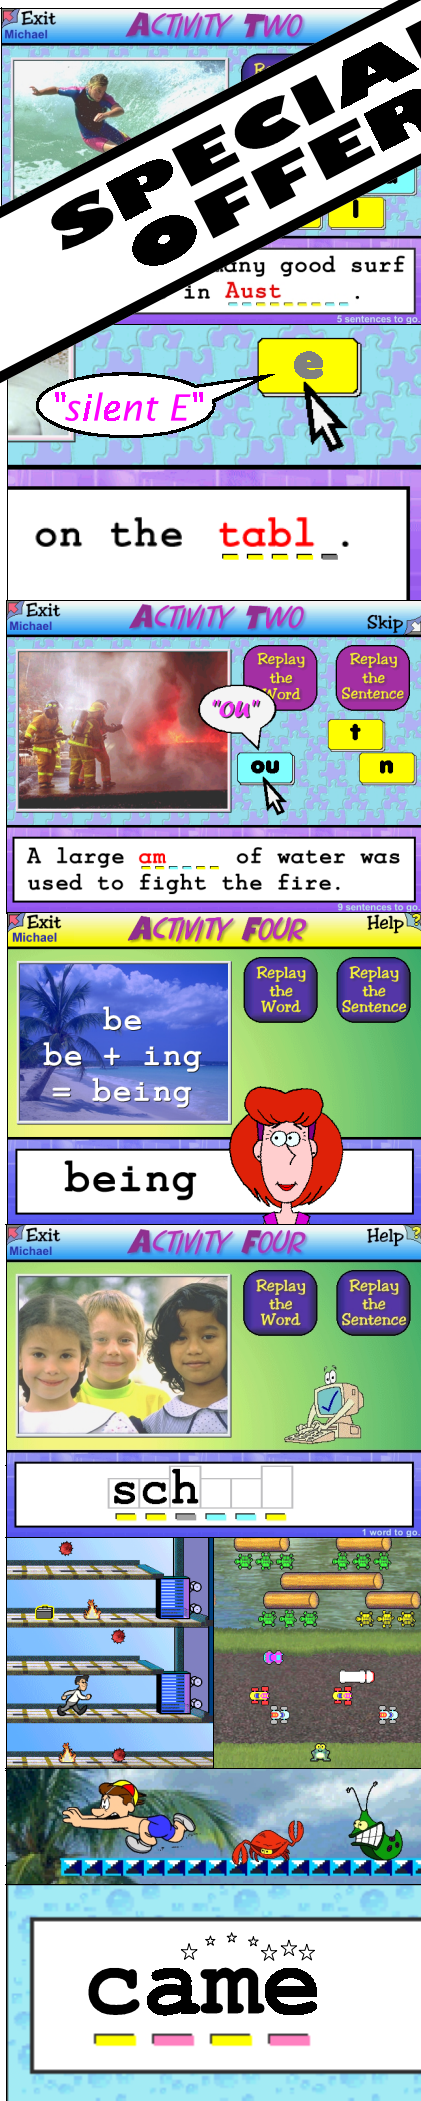 Exit
Michael
ACTIVITY TWO
SPECIAL
OFFER
many good surf
in Aust .
5 sentences to go.
e
"silent E"
on the tabl_.
Exit
Michael
ACTIVITY TWO
Skip
Replay
the
Word
Replay
the
Sentence
"OU"
t
ou
n
A large am of water was
used to fight the fire.
9 sentences to go.
Exit
Michael
ACTIVITY FOUR
Help
Replay
the
Word
Replay
the
Sentence
be
be + ing
= being
being
Exit
Michael
ACTIVITY FOUR
Help
Replay
the
Word
Replay
the
Sentence
sch
1 word to go.
came